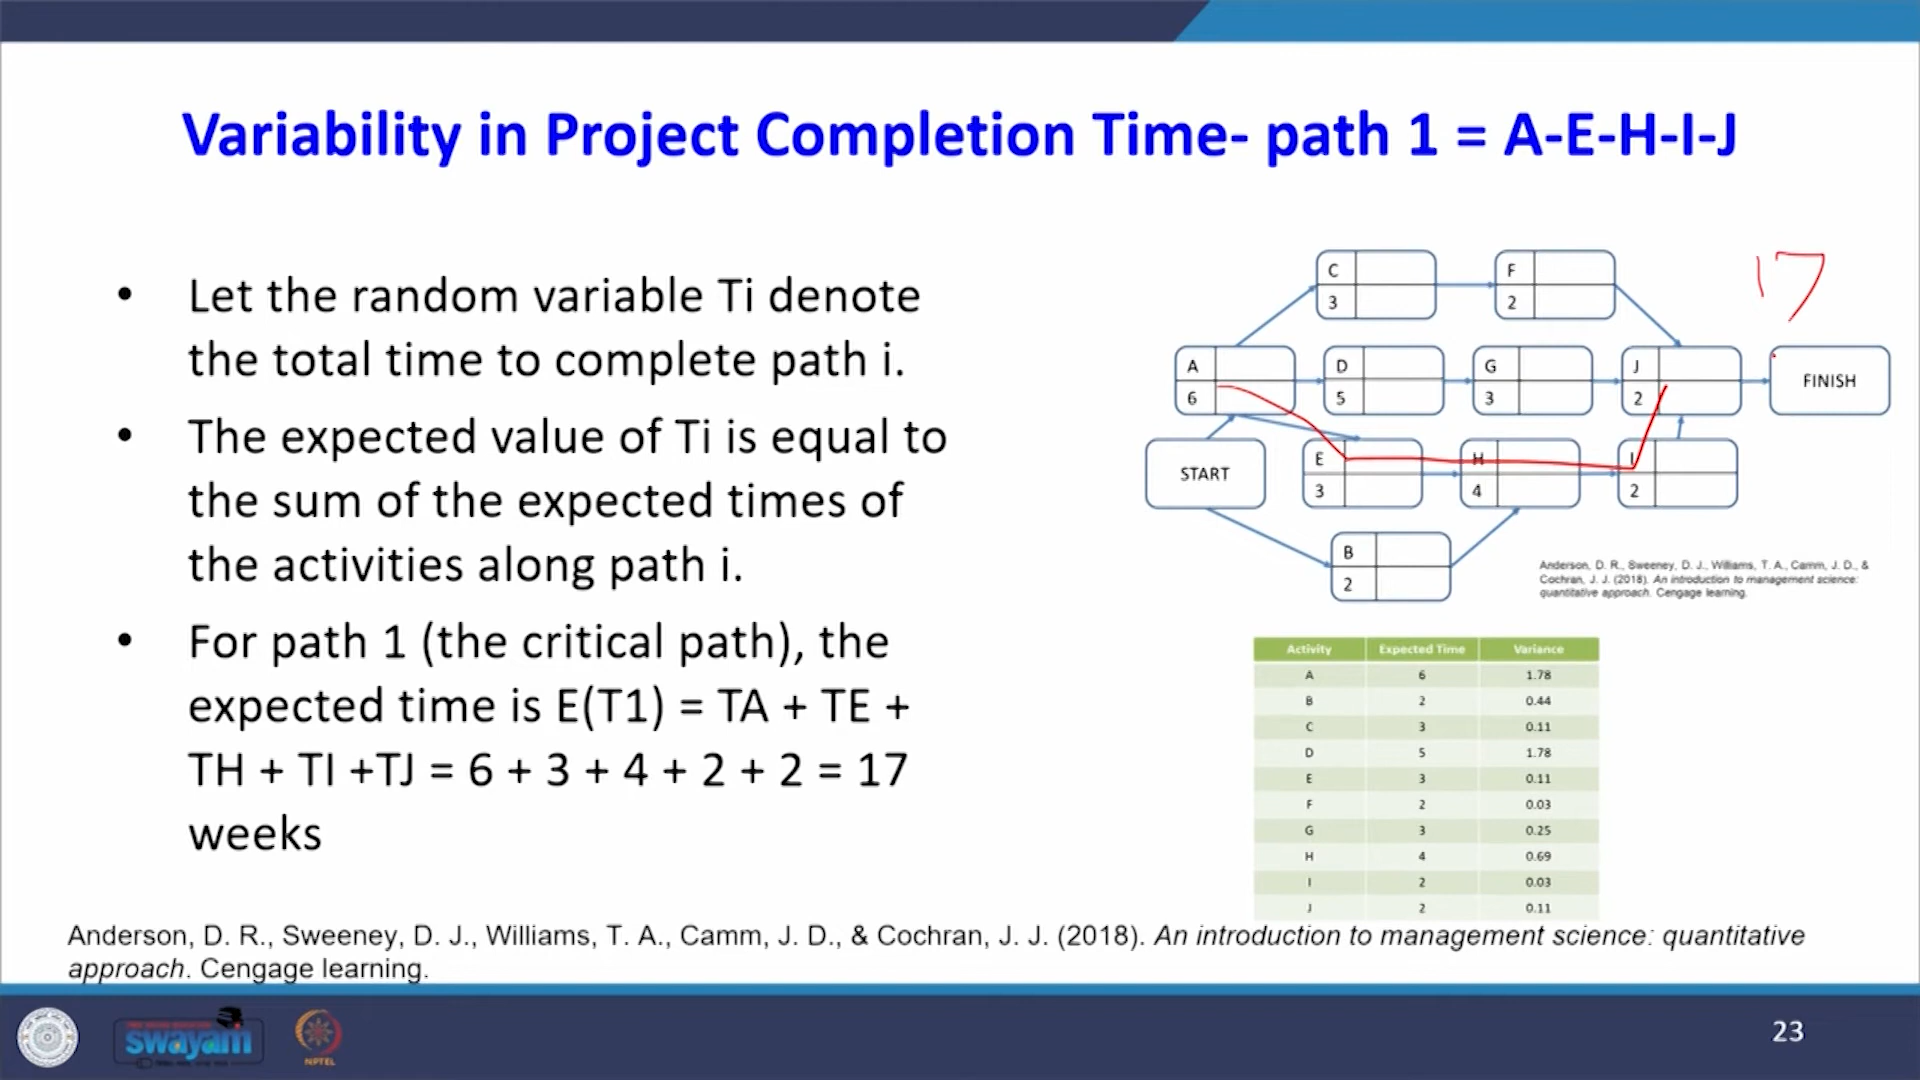 Variability in Project Completion Time- path 1 = A-E-H-I-J
• Let the random variable Ti denote
the total time to complete path i.
• The expected value of Ti is equal to
the sum of the expected times of
the activities along path i.
• For path 1 (the critical path), the
expected time is E(T1) = TA + TE +
TH + TI +TJ = 6 + 3 + 4 + 2 + 2 = 17
weeks
17
C
3
F
2
A
6
D
5
G
3
J
2
FINISH
START
E
3
H
4
I
2
B
2
Anderson, D. R., Sweeney, D. J., Williams, T. A., Camm, J. D., &
Cochran, J. J. (2018). An introduction to management science:
quantitative approach. Cengage learning.
Activity Expected Time Variance
A 6 1.78
B 2 0.44
C 3 0.11
D 5 1.78
E 3 0.11
F 2 0.03
G 3 0.25
H 4 0.69
I 2 0.03
J 2 0.11
Anderson, D. R., Sweeney, D. J., Williams, T. A., Camm, J. D., & Cochran, J. J. (2018). An introduction to management science: quantitative
approach. Cengage learning.
swayam
NPTEL
23